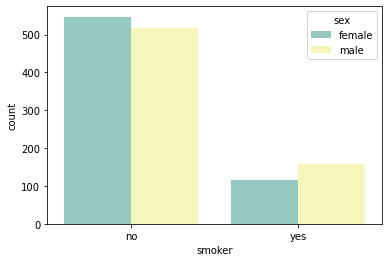 sex
female
male
500
400
300
200
100
0
count
no
yes
smoker